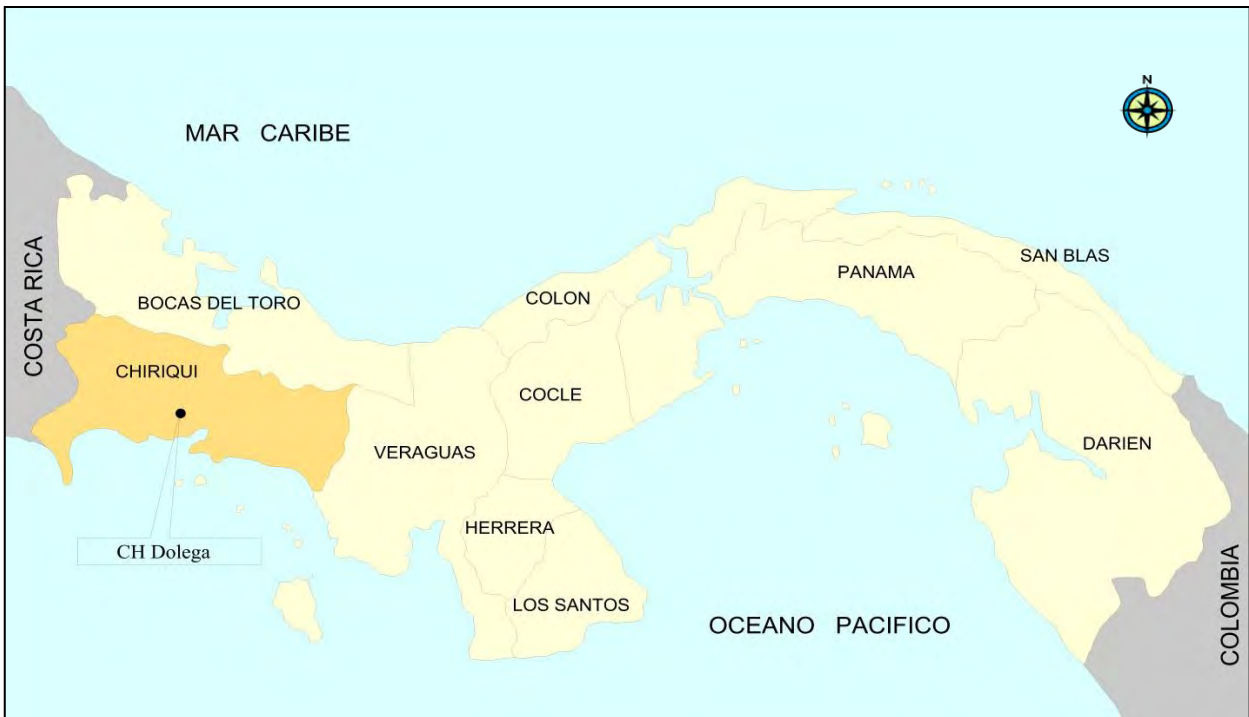 N
MAR CARIBE
COSTA RICA
BOCAS DEL TORO
COLON
PANAMA
SAN BLAS
CHIRIQUI
COCLE
VERAGUAS
DARIEN
HERRERA
CH Dolega
LOS SANTOS
OCEANO PACIFICO
COLOMBIA